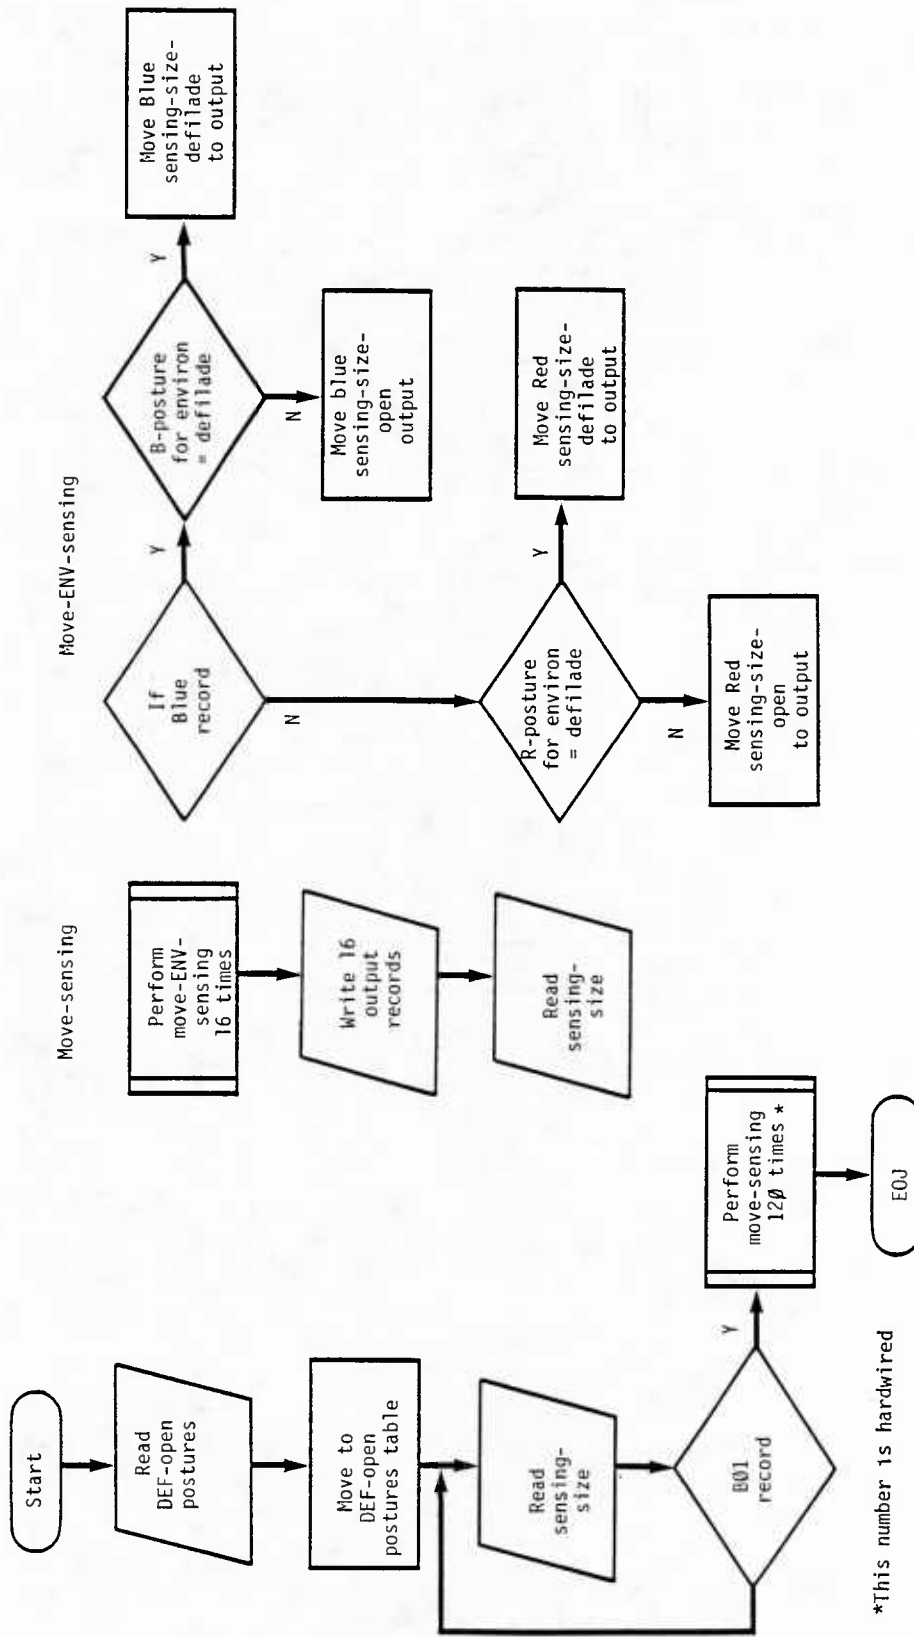 Start
Read
DEF-open
postures
Move to
DEF-open
postures table
Read
sensing-
size
B01
record
Y
Perform
move-sensing
12Ø times *
EOJ
*This number is hardwired
Move-sensing
Perform
move-ENV-
sensing
16 times
Write 16
output
records
Read
sensing-
size
Move-ENV-sensing
If
Blue
record
Y
N
B-posture
for environ
= defilade
Y
N
Move Blue
sensing-size-
defilade
to output
Move blue
sensing-size-
open
output
R-posture
for environ
= defilade
Y
N
Move Red
sensing-size-
defilade
to output
Move Red
sensing-size-
open
to output